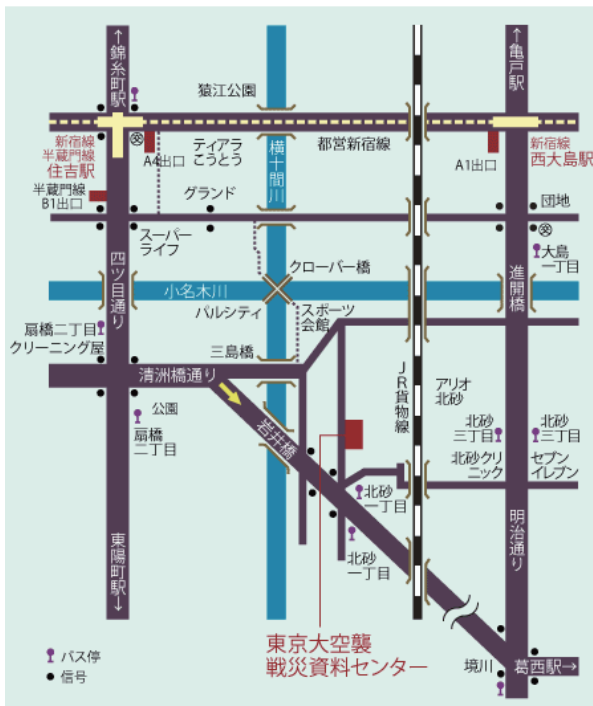 ↑錦糸町駅
猿江公園
↑亀戸駅
新宿線
半蔵門線
住吉駅
A4出口
ティアラ
こうとう
横十間川
都営新宿線
A1出口
新宿線
西大島駅
半蔵門線
B1出口
グランド
団地
スーパー
ライフ
大島
一丁目
四ツ目通り
小名木川
クローバー橋
進開橋
パルシティ
スポーツ
会館
扇橋二丁目
クリーニング屋
三島橋
清洲橋通り
JR貨物線
アリオ
北砂
公園
扇橋
二丁目
岩井橋
北砂
三丁目
北砂
三丁目
北砂クリ
ニック
セブン
イレブン
北砂
一丁目
北砂
一丁目
明治通り
東陽町駅↓
東京大空襲
戦災資料センター
バス停
信号
境川
葛西駅→